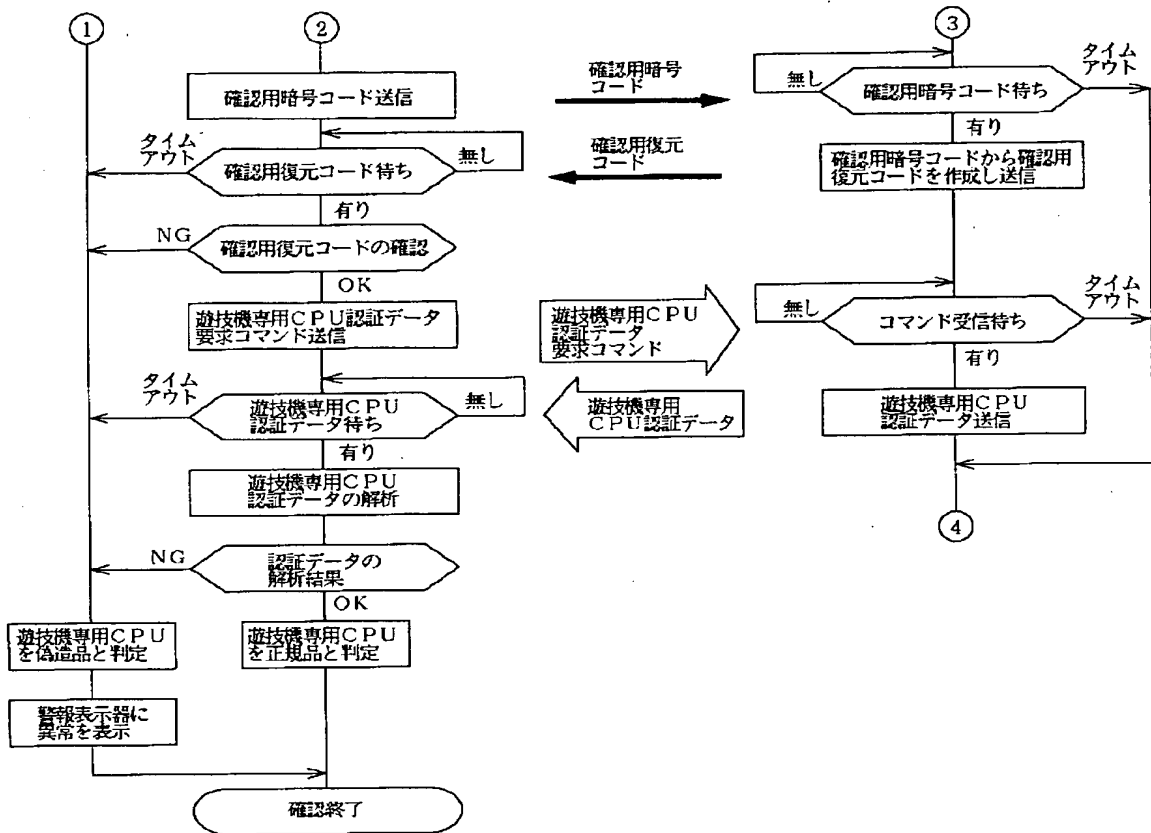 ①
②
確認用暗号コード送信
タイム
アウト
確認用復元コード待ち
無し
有り
NG
確認用復元コードの確認
OK
遊技機専用CPU認証データ
要求コマンド送信
タイム
アウト
遊技機専用CPU
認証データ待ち
無し
有り
遊技機専用CPU
認証データの解析
NG
認証データの
解析結果
OK
遊技機専用CPU
を偽造品と判定
遊技機専用CPU
を正規品と判定
警報表示器に
異常を表示
確認終了
確認用暗号
コード
確認用復元
コード
遊技機専用CPU
認証データ
要求コマンド
遊技機専用
CPU認証データ
③
無し
確認用暗号コード待ち
タイム
アウト
有り
確認用暗号コードから確認用
復元コードを作成し送信
無し
コマンド受信待ち
タイム
アウト
有り
遊技機専用CPU
認証データ送信
④